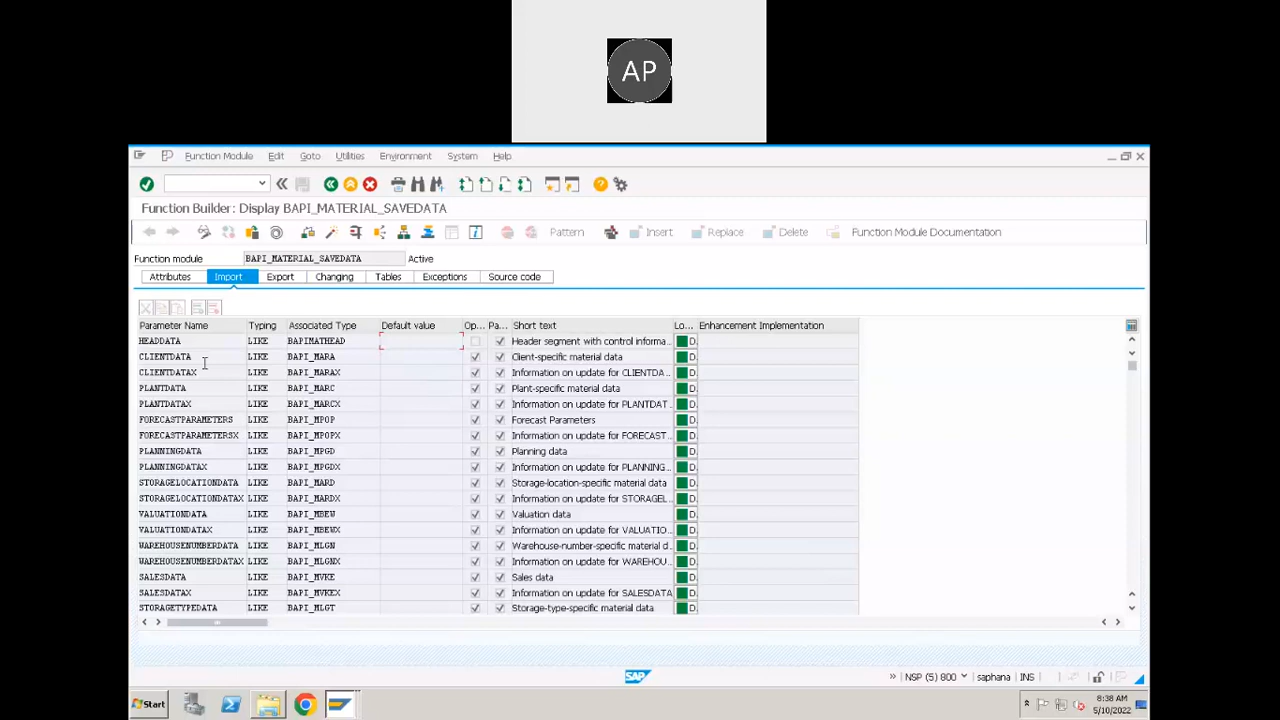 AP
Function Module Edit Goto Utilities Environment System Help
Function Builder: Display BAPI_MATERIAL_SAVEDATA
Pattern Insert Replace Delete Function Module Documentation
Function module BAPI_MATERIAL_SAVEDATA Active
Attributes Import Export Changing Tables Exceptions Source code
Parameter Name Typing Associated Type Default value Op... Pa... Short text Lo... Enhancement Implementation
HEADDATA LIKE BAPIMATHEAD Header segment with control informa... D.
CLIENTDATA LIKE BAPI_MARA Client-specific material data D.
CLIENTDATAX LIKE BAPI_MARAX Information on update for CLIENTDA... D.
PLANTDATA LIKE BAPI_MARC Plant-specific material data D.
PLANTDATAX LIKE BAPI_MARCX Information on update for PLANTDAT... D.
FORECASTPARAMETERS LIKE BAPI_MPOP Forecast Parameters D.
FORECASTPARAMETERSX LIKE BAPI_MPOPX Information on update for FORECAST... D.
PLANNINGDATA LIKE BAPI_MPGD Planning data D.
PLANNINGDATAX LIKE BAPI_MPGDX Information on update for PLANNING... D.
STORAGELOCATIONDATA LIKE BAPI_MARD Storage-location-specific material data D.
STORAGELOCATIONDATAX LIKE BAPI_MARDX Information on update for STORAGEL... D.
VALUATIONDATA LIKE BAPI_MBEW Valuation data D.
VALUATIONDATAX LIKE BAPI_MBEWX Information on update for VALUATIO... D.
WAREHOUSENUMBERDATA LIKE BAPI_MLGN Warehouse-number-specific material d... D.
WAREHOUSENUMBERDATAX LIKE BAPI_MLGNX Information on update for WAREHOU... D.
SALESDATA LIKE BAPI_MVKE Sales data D.
SALESDATAX LIKE BAPI_MVKEX Information on update for SALESDATA D.
STORAGETYPEDATA LIKE BAPI_MLGT Storage-type-specific material data D.
SAP NSP (5) 800 saphana INS
Start 8:38 AM
5/10/2022